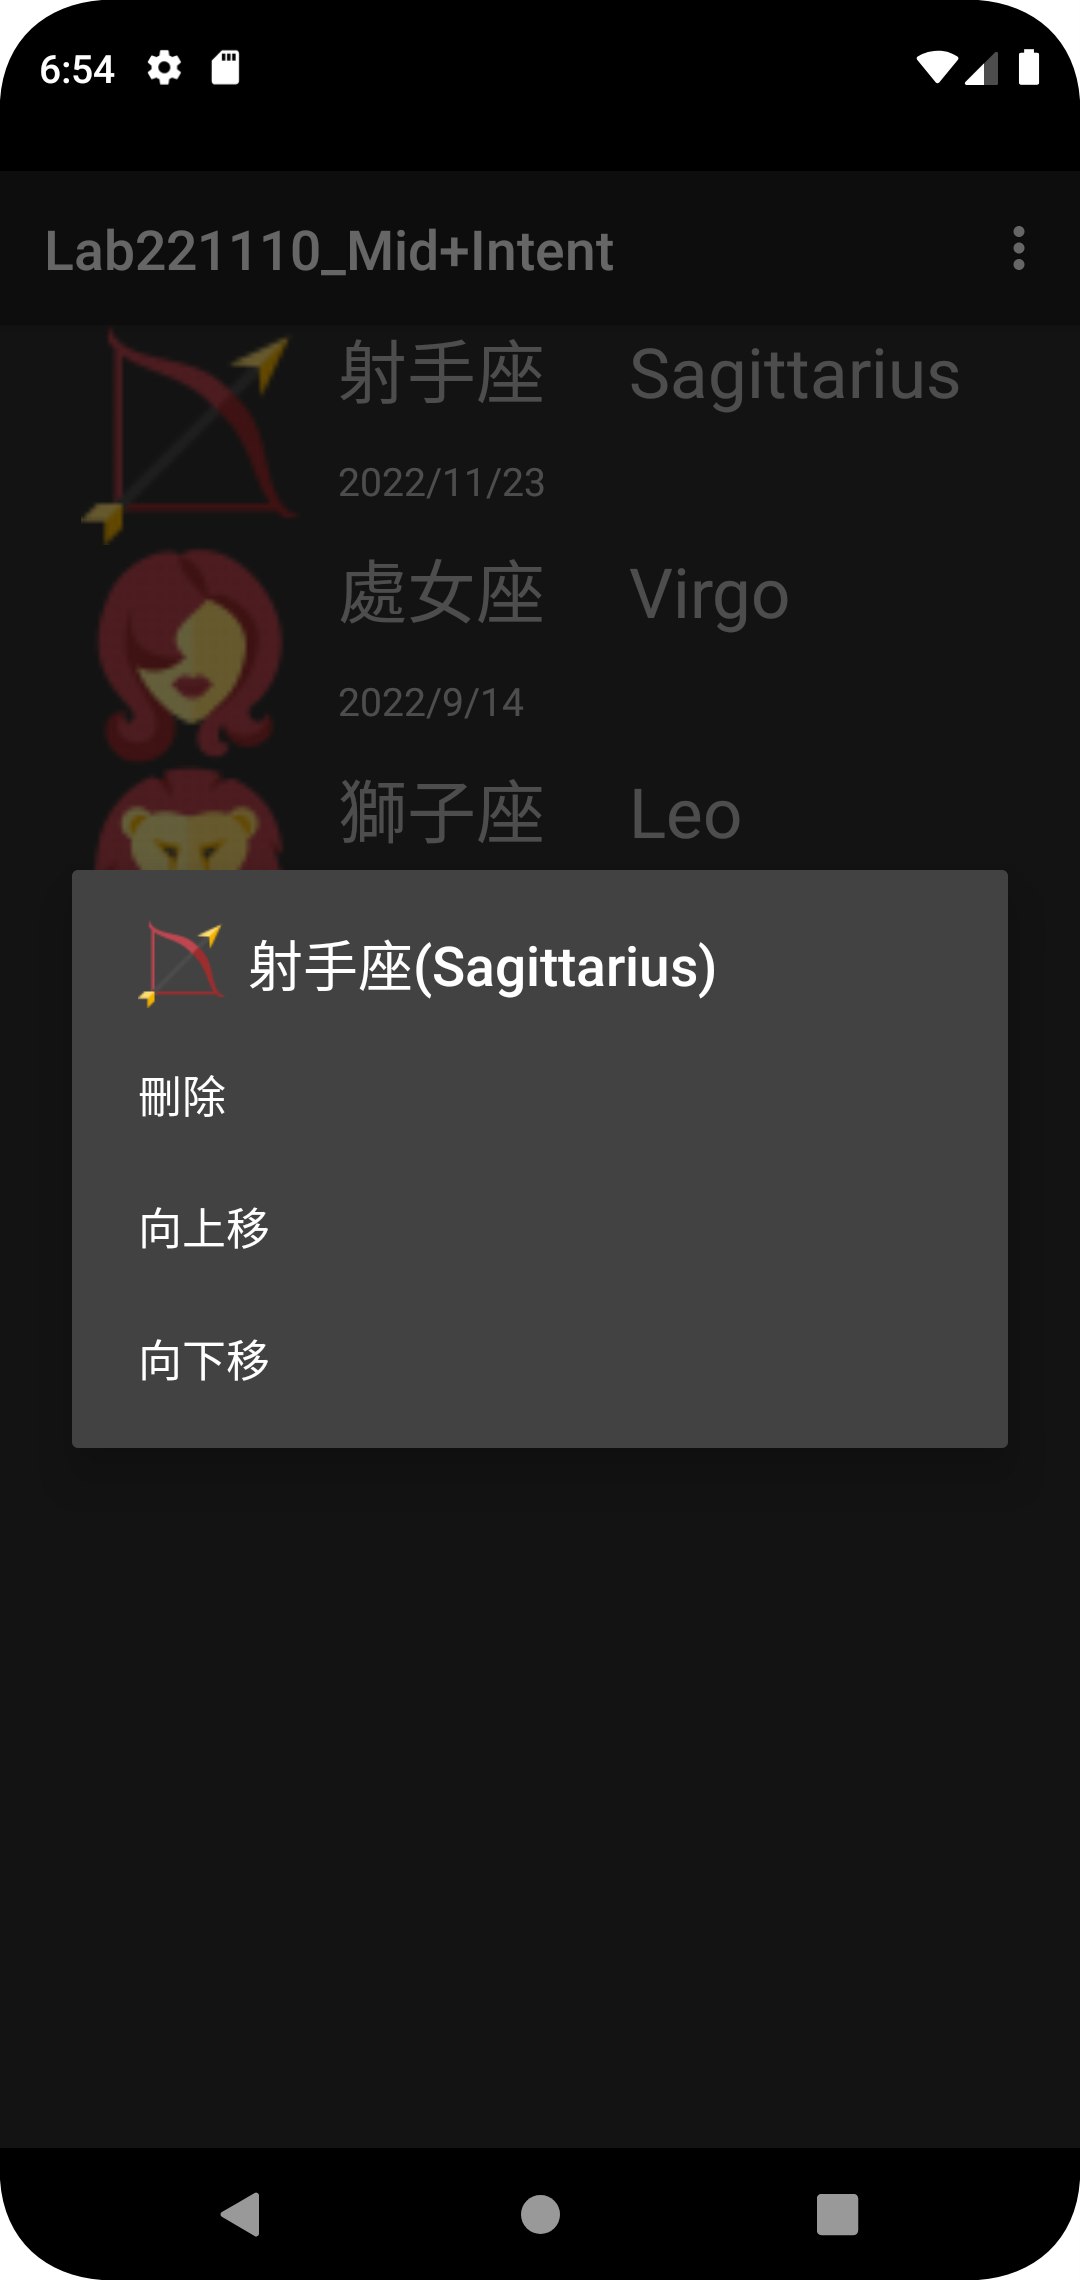 6:54
Lab221110_Mid+Intent
射手座 Sagittarius
2022/11/23
處女座 Virgo
2022/9/14
獅子座 Leo
射手座(Sagittarius)
刪除
向上移
向下移